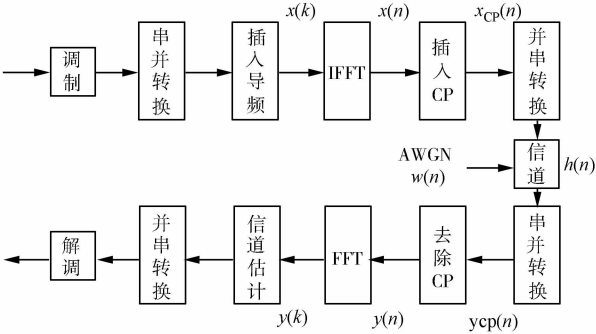 x(k)
x(n)
x_CP(n)
调制
串并转换
插入导频
IFFT
插入
CP
并串转换
AWGN
w(n)
信道
h(n)
解调
并串转换
信道估计
FFT
去除
CP
串并转换
y(k)
y(n)
ycp(n)